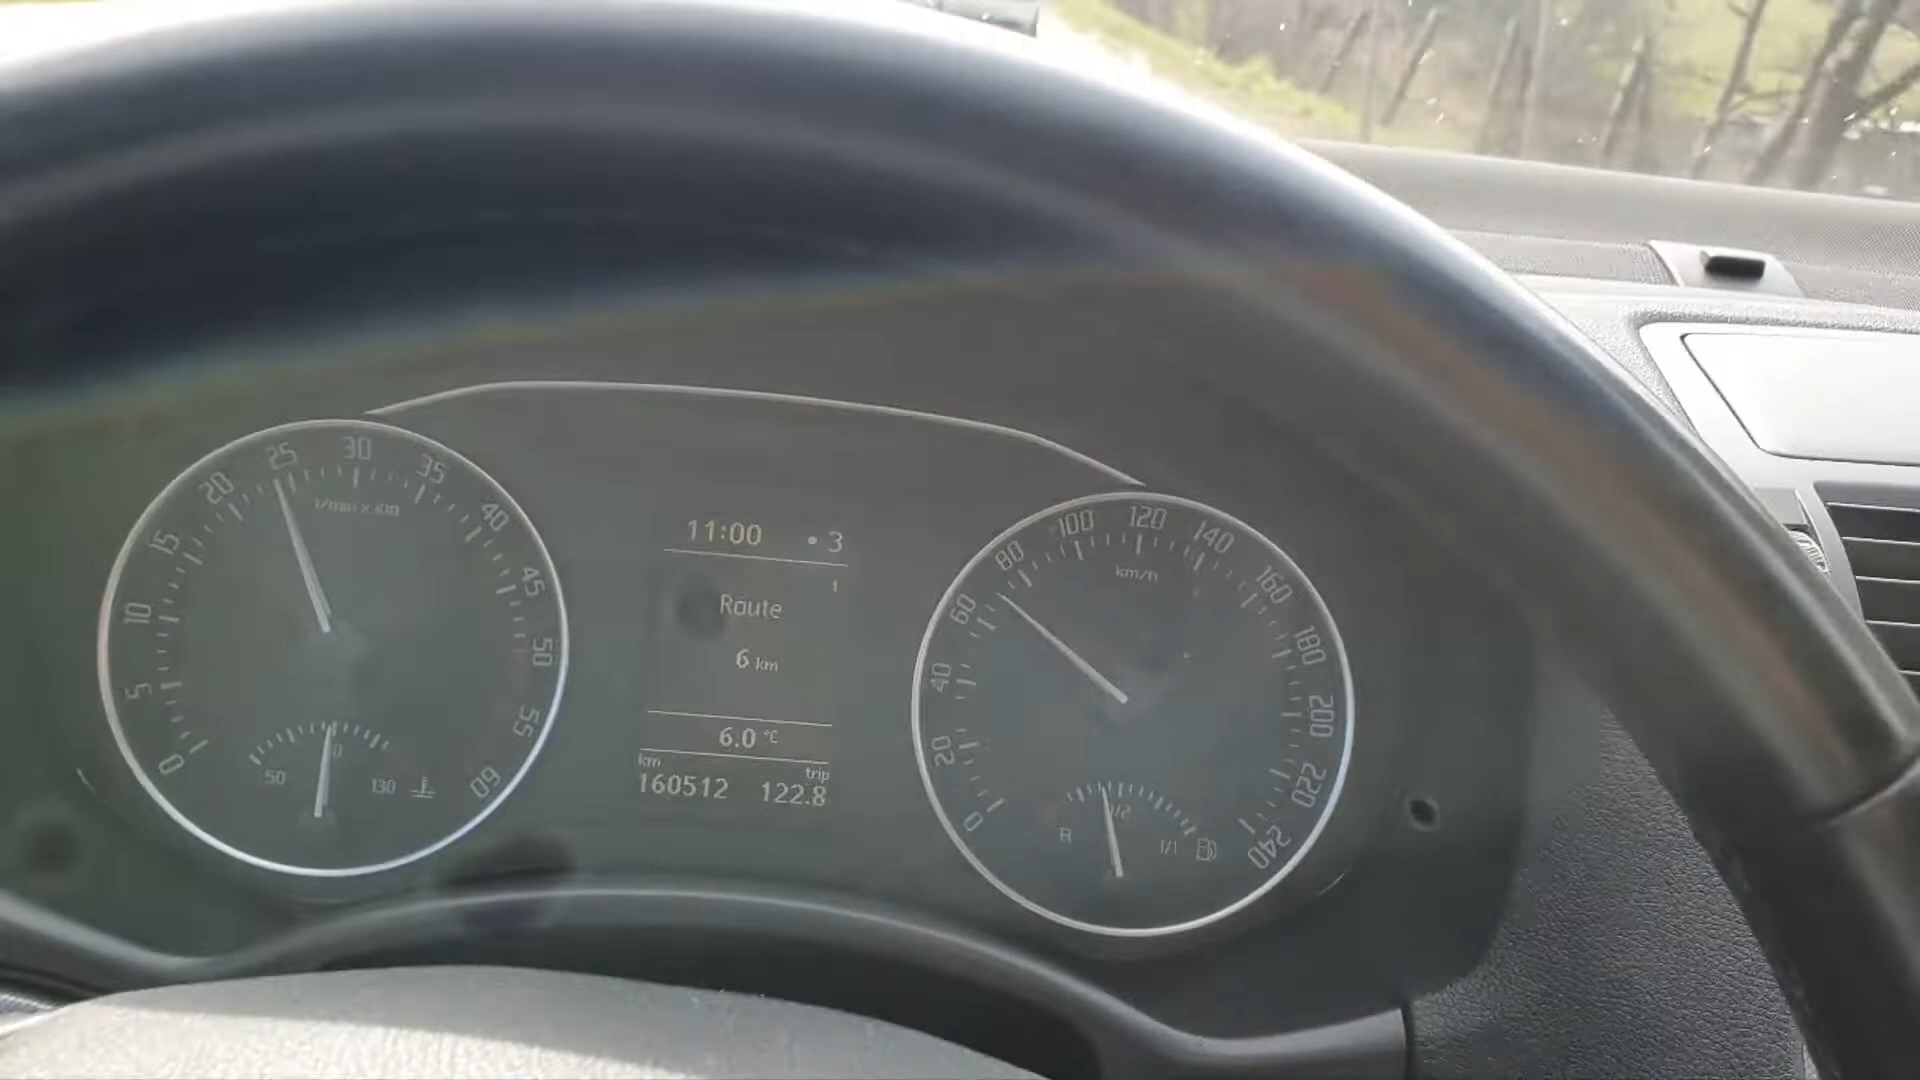 0 5 10 15 20 25 30 35 40 45 50 55 60
1/min x 100
50 130
11:00 • 3
1
Route
6 km
6.0 °C
km trip
160512 122.8
0 20 40 60 80 100 120 140 160 180 200 220 240
km/h
R 1/2 1/1